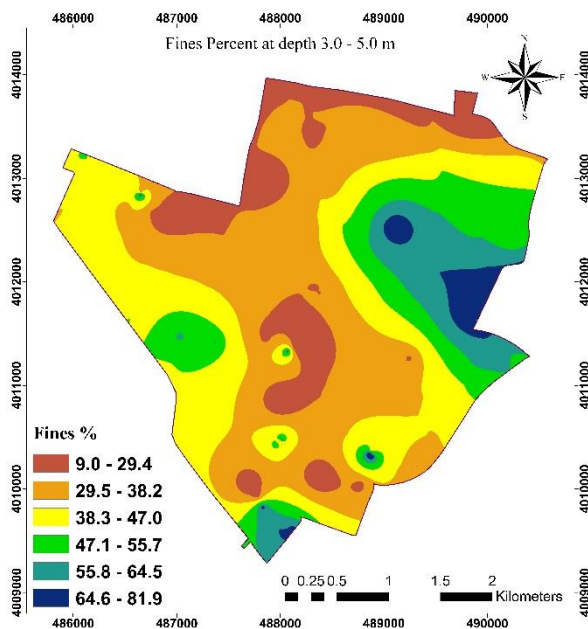 486000 487000 488000 489000 490000
Fines Percent at depth 3.0 - 5.0 m
N
W E
S
4014000 4014000
4013000 4013000
4012000 4012000
4011000 4011000
4010000 4010000
4009000 4009000
Fines %
9.0 - 29.4
29.5 - 38.2
38.3 - 47.0
47.1 - 55.7
55.8 - 64.5
64.6 - 81.9
0 0.25 0.5 1 1.5 2
Kilometers
486000 487000 488000 489000 490000